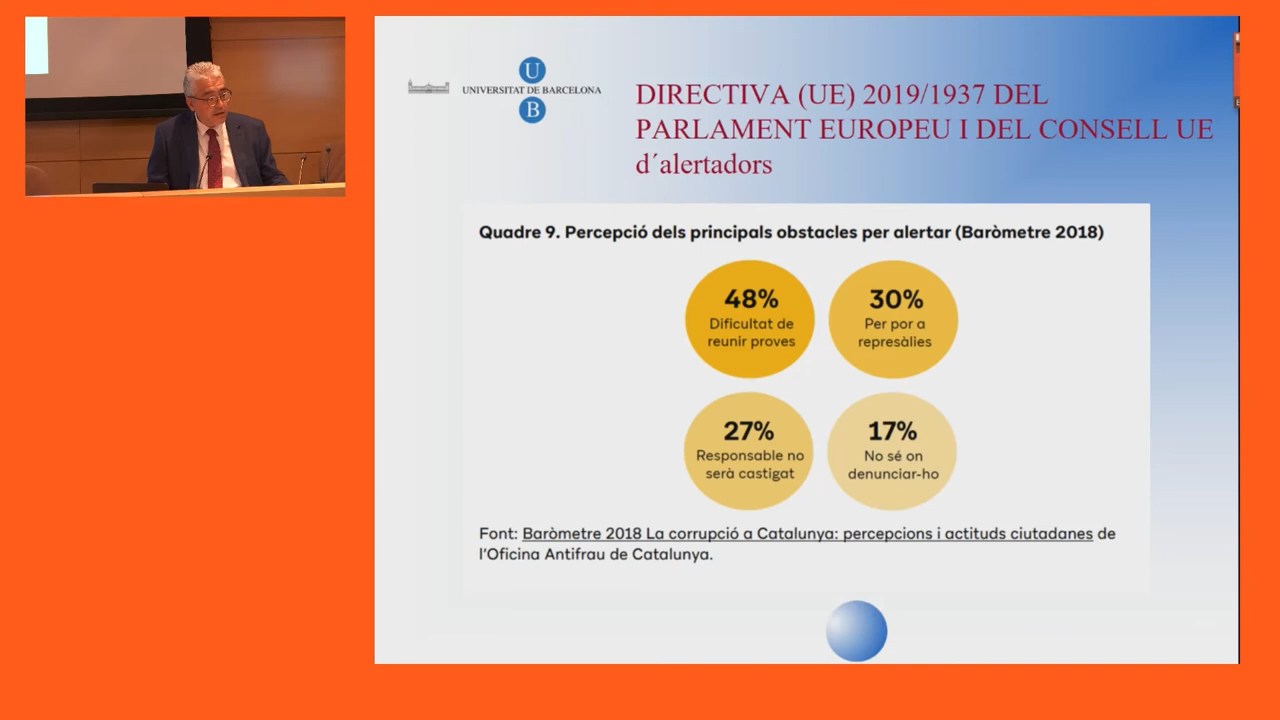 U
UNIVERSITAT DE BARCELONA
B
DIRECTIVA (UE) 2019/1937 DEL
PARLAMENT EUROPEU I DEL CONSELL UE
d´alertadors
Quadre 9. Percepció dels principals obstacles per alertar (Baròmetre 2018)
48%
Dificultat de
reunir proves
30%
Per por a
represàlies
27%
Responsable no
serà castigat
17%
No sé on
denunciar-ho
Font: Baròmetre 2018 La corrupció a Catalunya: percepcions i actituds ciutadanes de
l'Oficina Antifrau de Catalunya.